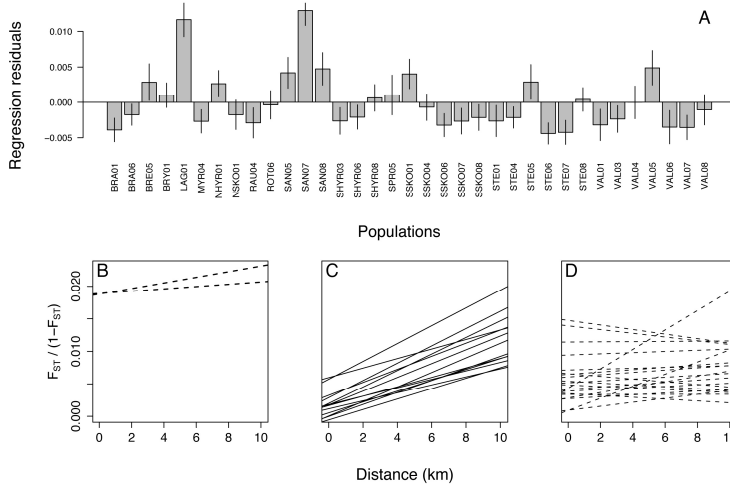 A
Regression residuals
0.010
0.005
0.000
−0.005
BRA01 BRA06 BRE05 BRY01 LAG01 MYR04 NHYR01 NSKO01 RAU04 ROT06 SAN05 SAN07 SAN08 SHYR03 SHYR06 SHYR08 SPR05 SSKO01 SSKO04 SSKO06 SSKO07 SSKO08 STE01 STE04 STE05 STE06 STE07 STE08 VAL01 VAL03 VAL04 VAL05 VAL06 VAL07 VAL08
Populations
B C D
FST / (1−FST)
0.020
0.010
0.000
0 2 4 6 8 10 0 2 4 6 8 10 0 2 4 6 8 10
Distance (km)